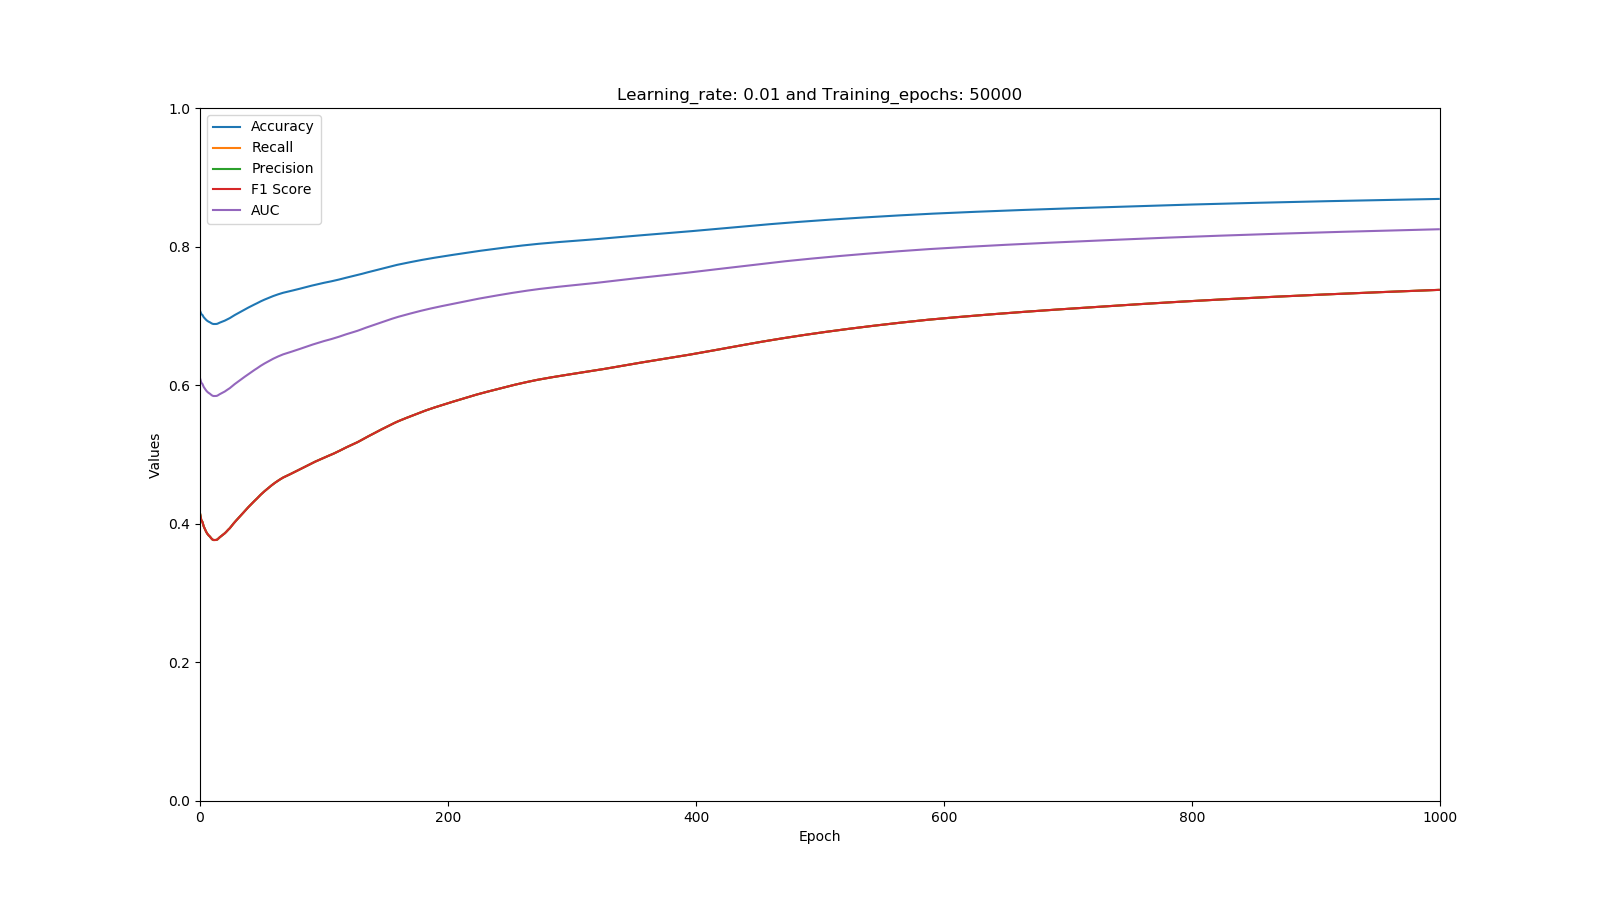 Learning_rate: 0.01 and Training_epochs: 50000
1.0
Accuracy
Recall
Precision
F1 Score
AUC
0.8
0.6
Values
0.4
0.2
0.0
0 200 400 600 800 1000
Epoch